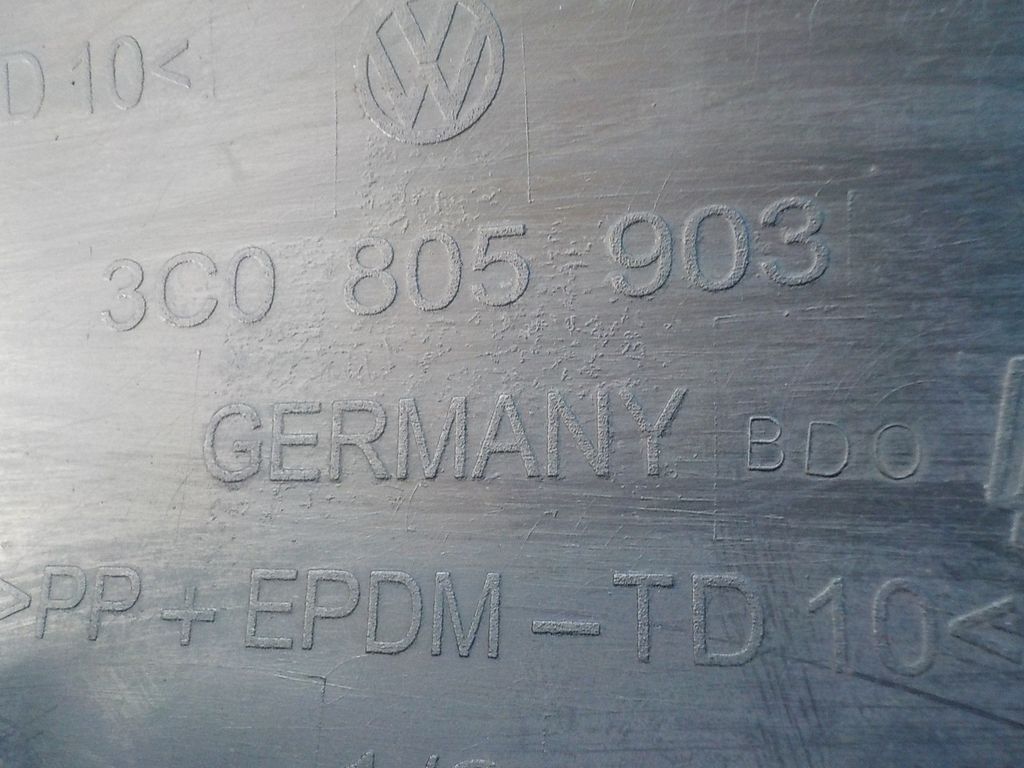 D 10<
3C0 805 903
GERMANY BDO
>PP + EPDM - TD 10<